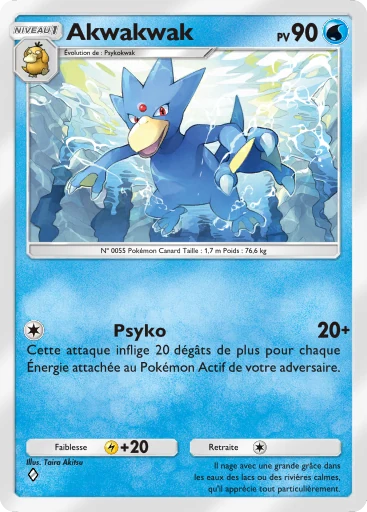 NIVEAU 1
Akwakwak
PV 90
Évolution de : Psykokwak
N° 0055 Pokémon Canard Taille : 1,7 m Poids : 76,6 kg
Psyko 20+
Cette attaque inflige 20 dégâts de plus pour chaque
Énergie attachée au Pokémon Actif de votre adversaire.
Faiblesse +20 Retraite
Illus. Taira Akitsu
Il nage avec une grande grâce dans
les eaux des lacs ou des rivières calmes,
qu'il apprécie tout particulièrement.